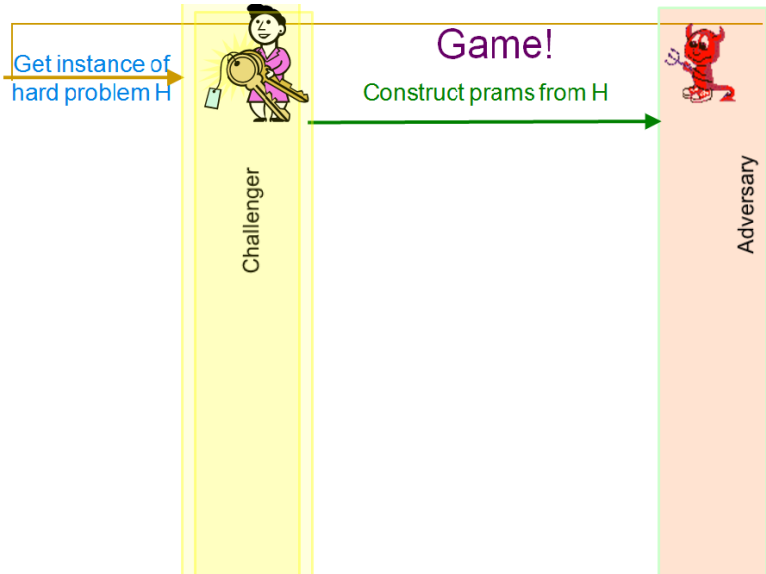 Game!
Get instance of
hard problem H
Construct prams from H
Challenger
Adversary